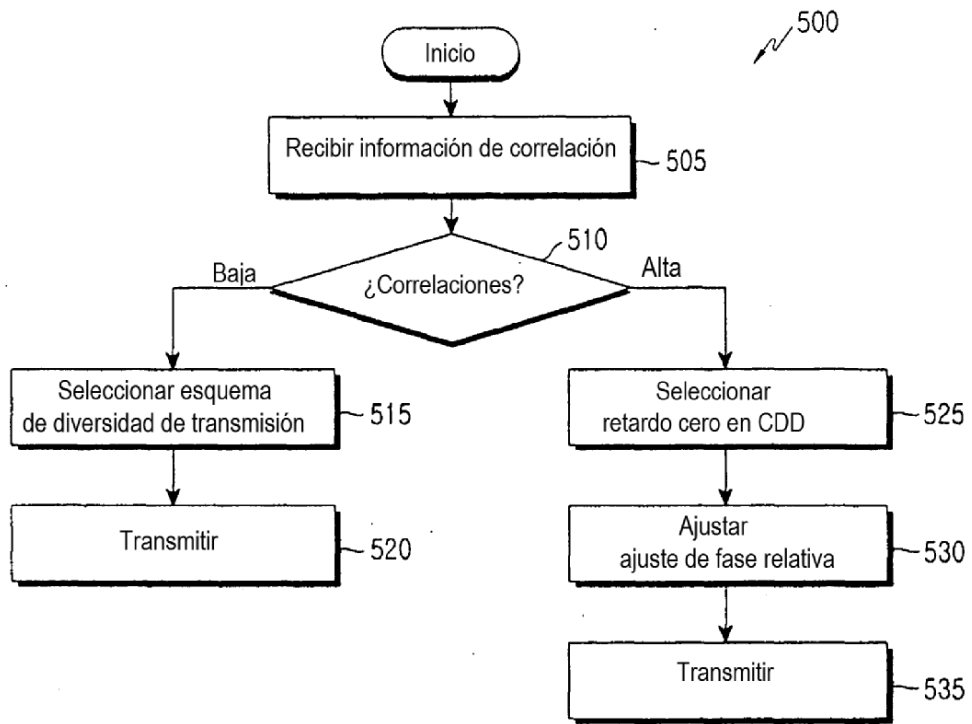 500
Inicio
Recibir información de correlación
505
510
Baja
¿Correlaciones?
Alta
Seleccionar esquema
de diversidad de transmisión
515
Seleccionar
retardo cero en CDD
525
Transmitir
520
Ajustar
ajuste de fase relativa
530
Transmitir
535